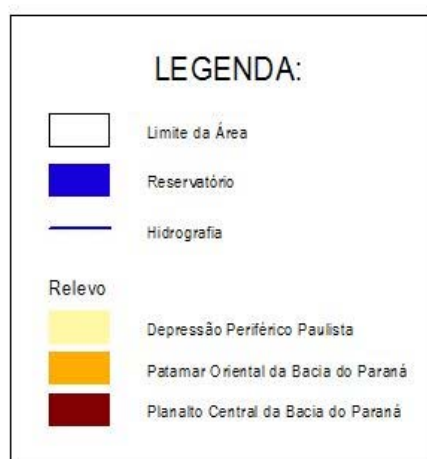 LEGENDA:
Limite da Área
Reservatório
Hidrografia
Relevo
Depressão Periférico Paulista
Patamar Oriental da Bacia do Paraná
Planalto Central da Bacia do Paraná